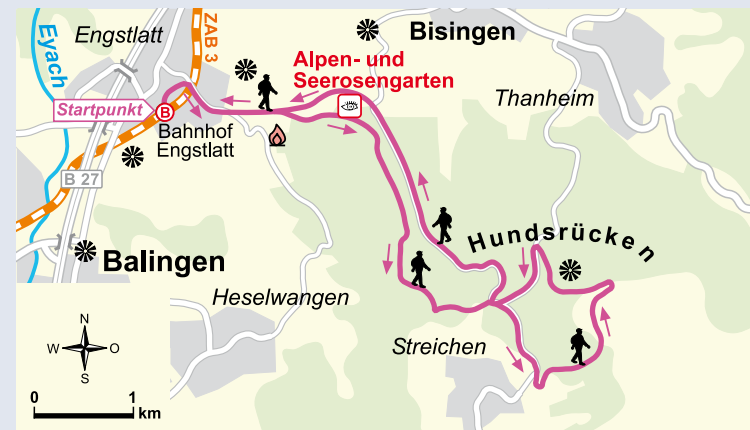 Eyach
Engstlatt
ZAB 3
Bisingen
Alpen- und
Seerosengarten
Thanheim
Startpunkt
B
Bahnhof
Engstlatt
B 27
Balingen
Hundsrücken
Heselwangen
Streichen
N
W
O
S
0
1
km